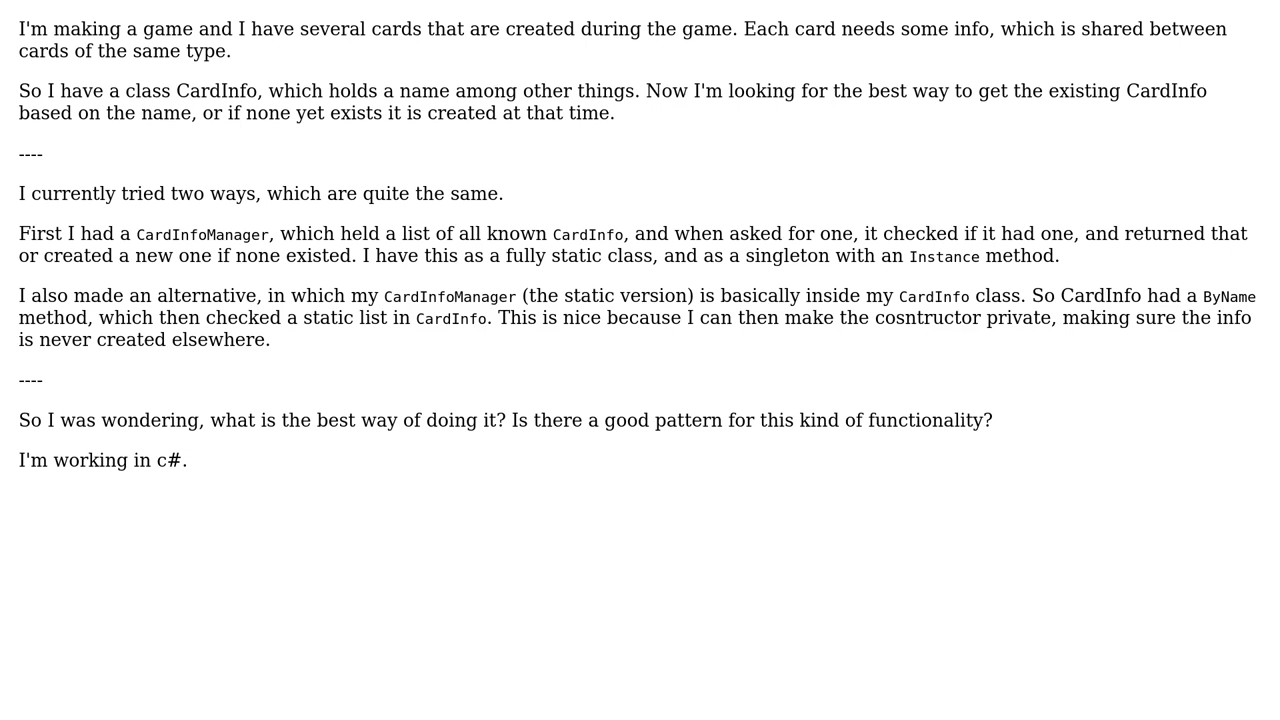 I'm making a game and I have several cards that are created during the game. Each card needs some info, which is shared between
cards of the same type.
So I have a class CardInfo, which holds a name among other things. Now I'm looking for the best way to get the existing CardInfo
based on the name, or if none yet exists it is created at that time.
----
I currently tried two ways, which are quite the same.
First I had a CardInfoManager, which held a list of all known CardInfo, and when asked for one, it checked if it had one, and returned that
or created a new one if none existed. I have this as a fully static class, and as a singleton with an Instance method.
I also made an alternative, in which my CardInfoManager (the static version) is basically inside my CardInfo class. So CardInfo had a ByName
method, which then checked a static list in CardInfo. This is nice because I can then make the cosntructor private, making sure the info
is never created elsewhere.
----
So I was wondering, what is the best way of doing it? Is there a good pattern for this kind of functionality?
I'm working in c#.